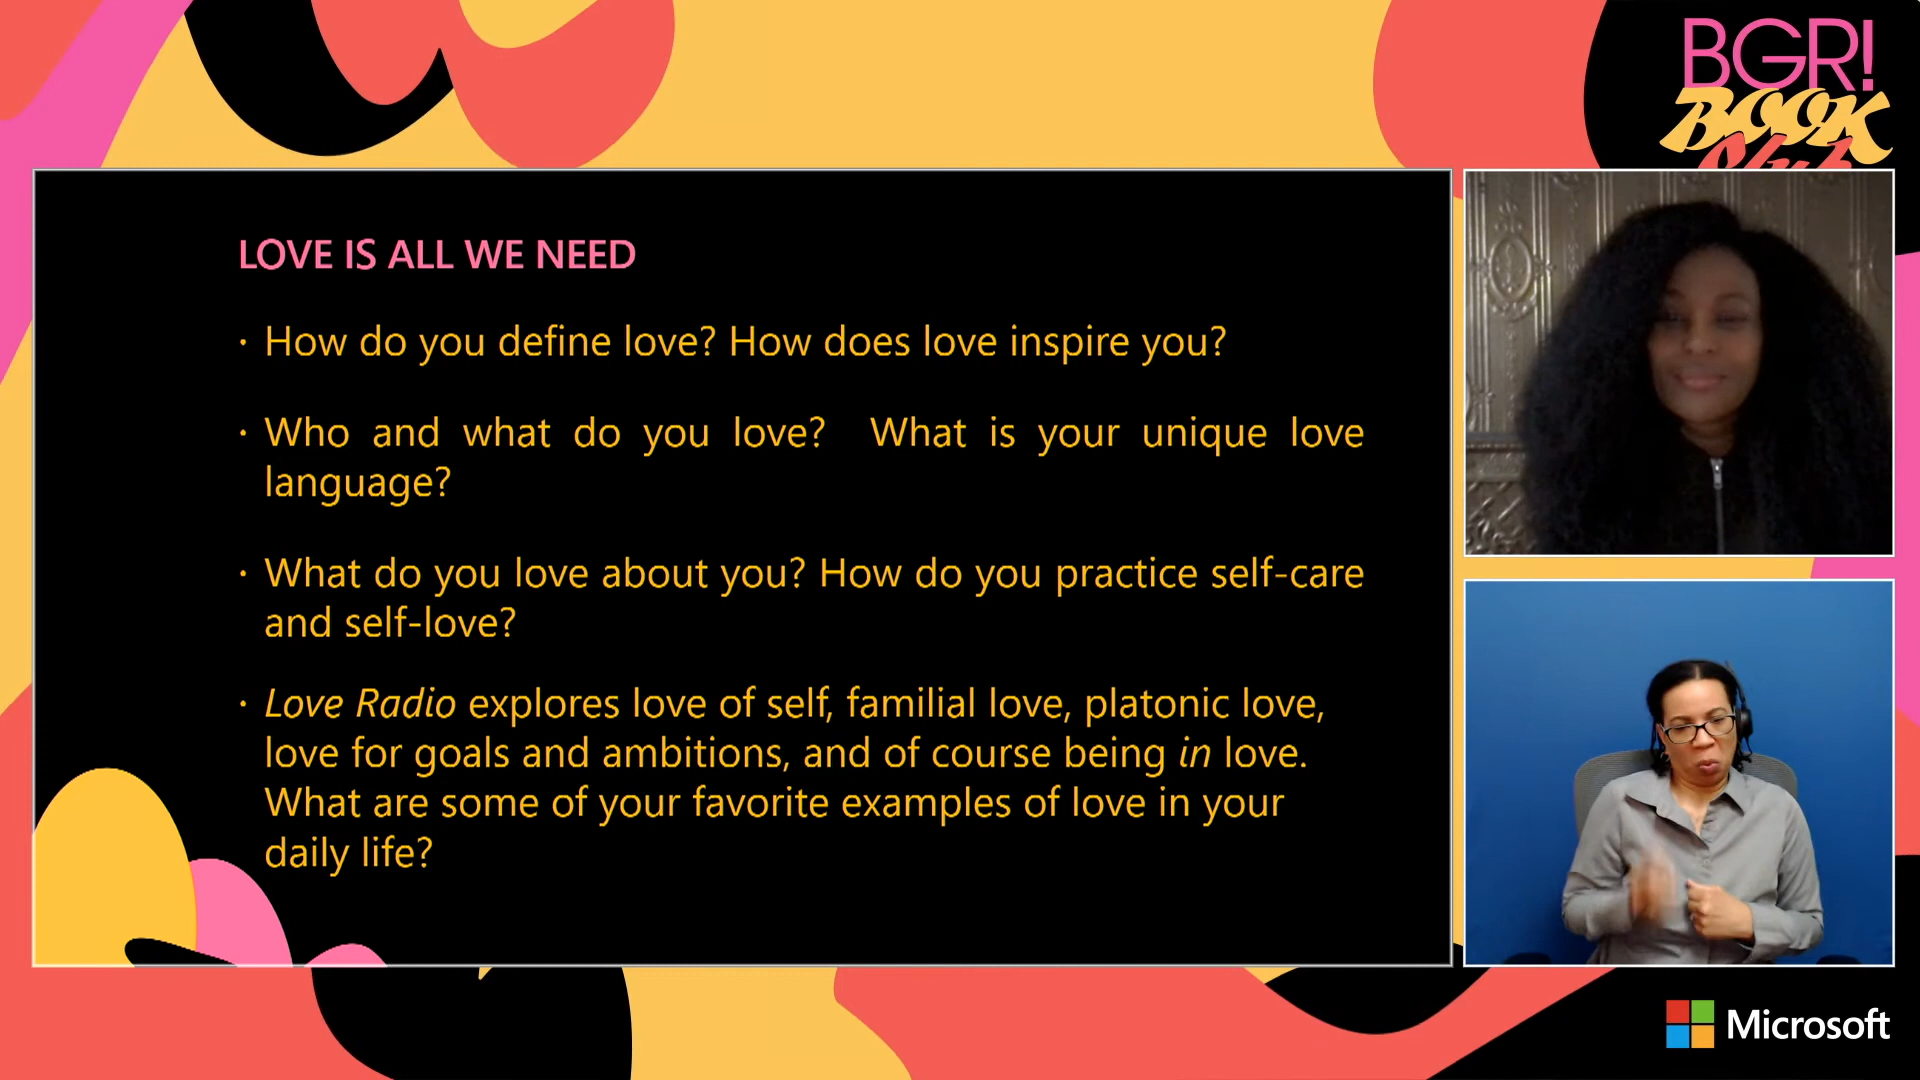 BGR!
BOOK
Club
LOVE IS ALL WE NEED
· How do you define love? How does love inspire you?
· Who and what do you love? What is your unique love
language?
· What do you love about you? How do you practice self-care
and self-love?
· Love Radio explores love of self, familial love, platonic love,
love for goals and ambitions, and of course being in love.
What are some of your favorite examples of love in your
daily life?
Microsoft